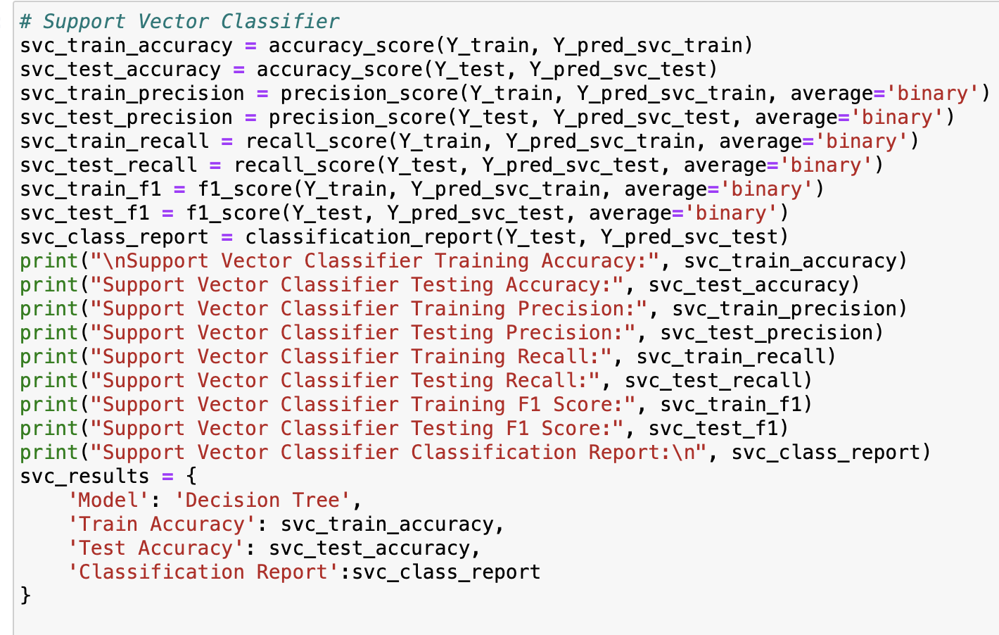 # Support Vector Classifier
svc_train_accuracy = accuracy_score(Y_train, Y_pred_svc_train)
svc_test_accuracy = accuracy_score(Y_test, Y_pred_svc_test)
svc_train_precision = precision_score(Y_train, Y_pred_svc_train, average='binary')
svc_test_precision = precision_score(Y_test, Y_pred_svc_test, average='binary')
svc_train_recall = recall_score(Y_train, Y_pred_svc_train, average='binary')
svc_test_recall = recall_score(Y_test, Y_pred_svc_test, average='binary')
svc_train_f1 = f1_score(Y_train, Y_pred_svc_train, average='binary')
svc_test_f1 = f1_score(Y_test, Y_pred_svc_test, average='binary')
svc_class_report = classification_report(Y_test, Y_pred_svc_test)
print("\nSupport Vector Classifier Training Accuracy:", svc_train_accuracy)
print("Support Vector Classifier Testing Accuracy:", svc_test_accuracy)
print("Support Vector Classifier Training Precision:", svc_train_precision)
print("Support Vector Classifier Testing Precision:", svc_test_precision)
print("Support Vector Classifier Training Recall:", svc_train_recall)
print("Support Vector Classifier Testing Recall:", svc_test_recall)
print("Support Vector Classifier Training F1 Score:", svc_train_f1)
print("Support Vector Classifier Testing F1 Score:", svc_test_f1)
print("Support Vector Classifier Classification Report:\n", svc_class_report)
svc_results = {
    'Model': 'Decision Tree',
    'Train Accuracy': svc_train_accuracy,
    'Test Accuracy': svc_test_accuracy,
    'Classification Report':svc_class_report
}